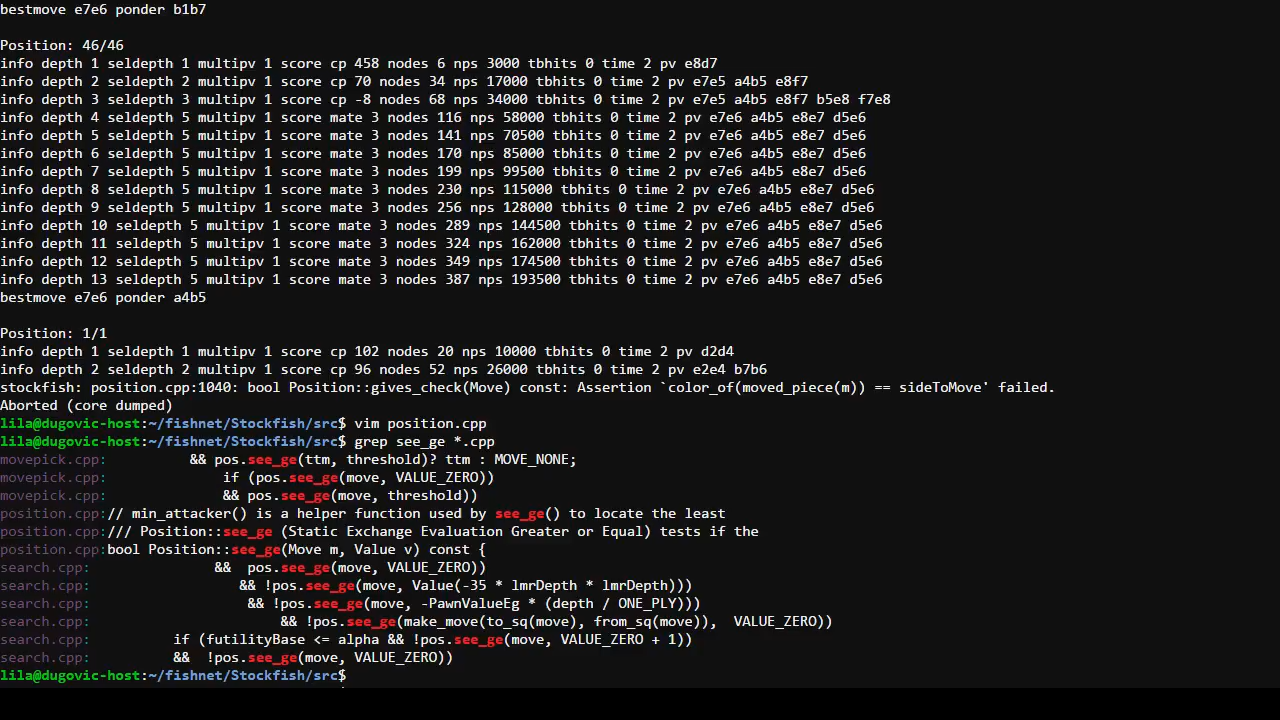 bestmove e7e6 ponder b1b7
Position: 46/46
info depth 1 seldepth 1 multipv 1 score cp 458 nodes 6 nps 3000 tbhits 0 time 2 pv e8d7
info depth 2 seldepth 2 multipv 1 score cp 70 nodes 34 nps 17000 tbhits 0 time 2 pv e7e5 a4b5 e8f7
info depth 3 seldepth 3 multipv 1 score cp -8 nodes 68 nps 34000 tbhits 0 time 2 pv e7e5 a4b5 e8f7 b5e8 f7e8
info depth 4 seldepth 5 multipv 1 score mate 3 nodes 116 nps 58000 tbhits 0 time 2 pv e7e6 a4b5 e8e7 d5e6
info depth 5 seldepth 5 multipv 1 score mate 3 nodes 141 nps 70500 tbhits 0 time 2 pv e7e6 a4b5 e8e7 d5e6
info depth 6 seldepth 5 multipv 1 score mate 3 nodes 170 nps 85000 tbhits 0 time 2 pv e7e6 a4b5 e8e7 d5e6
info depth 7 seldepth 5 multipv 1 score mate 3 nodes 199 nps 99500 tbhits 0 time 2 pv e7e6 a4b5 e8e7 d5e6
info depth 8 seldepth 5 multipv 1 score mate 3 nodes 230 nps 115000 tbhits 0 time 2 pv e7e6 a4b5 e8e7 d5e6
info depth 9 seldepth 5 multipv 1 score mate 3 nodes 256 nps 128000 tbhits 0 time 2 pv e7e6 a4b5 e8e7 d5e6
info depth 10 seldepth 5 multipv 1 score mate 3 nodes 289 nps 144500 tbhits 0 time 2 pv e7e6 a4b5 e8e7 d5e6
info depth 11 seldepth 5 multipv 1 score mate 3 nodes 324 nps 162000 tbhits 0 time 2 pv e7e6 a4b5 e8e7 d5e6
info depth 12 seldepth 5 multipv 1 score mate 3 nodes 349 nps 174500 tbhits 0 time 2 pv e7e6 a4b5 e8e7 d5e6
info depth 13 seldepth 5 multipv 1 score mate 3 nodes 387 nps 193500 tbhits 0 time 2 pv e7e6 a4b5 e8e7 d5e6
bestmove e7e6 ponder a4b5
Position: 1/1
info depth 1 seldepth 1 multipv 1 score cp 102 nodes 20 nps 10000 tbhits 0 time 2 pv d2d4
info depth 2 seldepth 2 multipv 1 score cp 96 nodes 52 nps 26000 tbhits 0 time 2 pv e2e4 b7b6
stockfish: position.cpp:1040: bool Position::gives_check(Move) const: Assertion `color_of(moved_piece(m)) == sideToMove' failed.
Aborted (core dumped)
lila@dugovic-host:~/fishnet/Stockfish/src$ vim position.cpp
lila@dugovic-host:~/fishnet/Stockfish/src$ grep see_ge *.cpp
movepick.cpp:          && pos.see_ge(ttm, threshold)? ttm : MOVE_NONE;
movepick.cpp:              if (pos.see_ge(move, VALUE_ZERO))
movepick.cpp:              && pos.see_ge(move, threshold))
position.cpp:// min_attacker() is a helper function used by see_ge() to locate the least
position.cpp:/// Position::see_ge (Static Exchange Evaluation Greater or Equal) tests if the
position.cpp:bool Position::see_ge(Move m, Value v) const {
search.cpp:               &&  pos.see_ge(move, VALUE_ZERO))
search.cpp:                  && !pos.see_ge(move, Value(-35 * lmrDepth * lmrDepth)))
search.cpp:                   && !pos.see_ge(move, -PawnValueEg * (depth / ONE_PLY)))
search.cpp:                       && !pos.see_ge(make_move(to_sq(move), from_sq(move)),  VALUE_ZERO))
search.cpp:          if (futilityBase <= alpha && !pos.see_ge(move, VALUE_ZERO + 1))
search.cpp:          &&  !pos.see_ge(move, VALUE_ZERO))
lila@dugovic-host:~/fishnet/Stockfish/src$